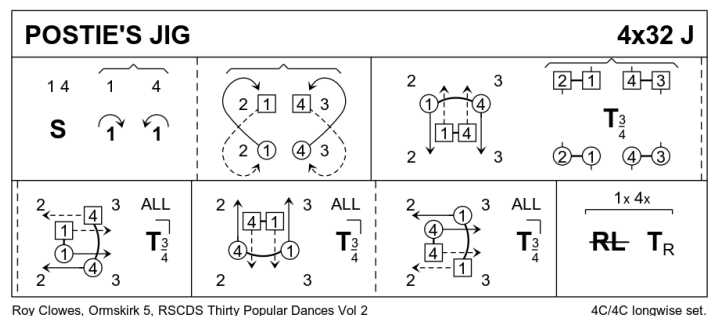 POSTIE'S JIG 4x32 J
1 4 1 4
S 1 1
2 1 4 3
2 1 4 3
2 3
1 4
1 4
2 3
2 1 4 3
T 3/4
2 1 4 3
2 3 ALL
4
1 T 3/4
1
4
2 3
2 3 ALL
4 1
4 1 T 3/4
2 3
2 3 ALL
1
4 T 3/4
4
1
2 3
1x 4x
RL TR
Roy Clowes, Ormskirk 5, RSCDS Thirty Popular Dances Vol 2 4C/4C longwise set.